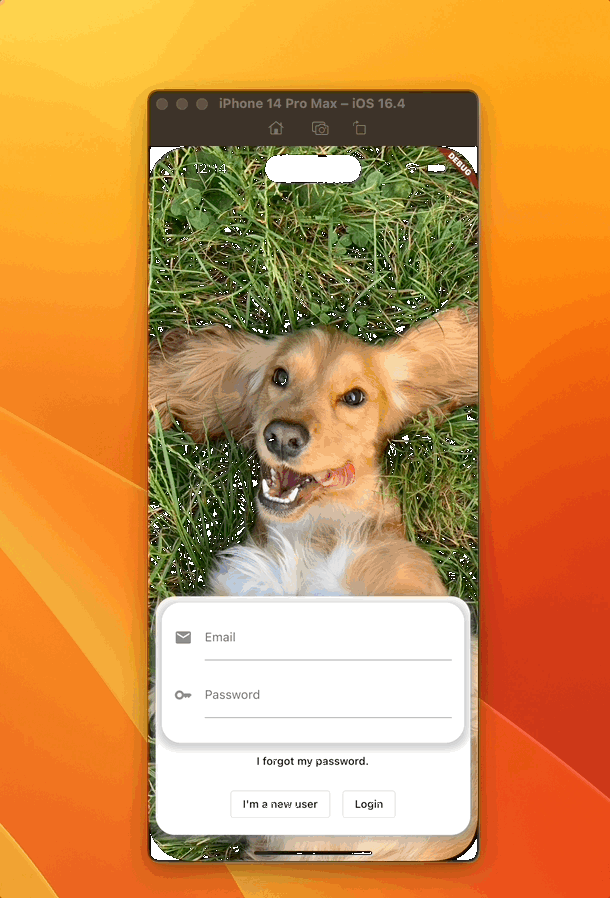 iPhone 14 Pro Max – iOS 16.4
DEBUG
Email
Password
I forgot my password.
I'm a new user
Login